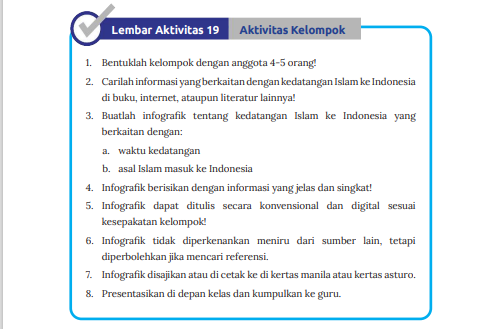 Lembar Aktivitas 19 Aktivitas Kelompok
1. Bentuklah kelompok dengan anggota 4-5 orang!
2. Carilah informasi yang berkaitan dengan kedatangan Islam ke Indonesia
di buku, internet, ataupun literatur lainnya!
3. Buatlah infografik tentang kedatangan Islam ke Indonesia yang
berkaitan dengan:
a. waktu kedatangan
b. asal Islam masuk ke Indonesia
4. Infografik berisikan dengan informasi yang jelas dan singkat!
5. Infografik dapat ditulis secara konvensional dan digital sesuai
kesepakatan kelompok!
6. Infografik tidak diperkenankan meniru dari sumber lain, tetapi
diperbolehkan jika mencari referensi.
7. Infografik disajikan atau di cetak ke di kertas manila atau kertas asturo.
8. Presentasikan di depan kelas dan kumpulkan ke guru.